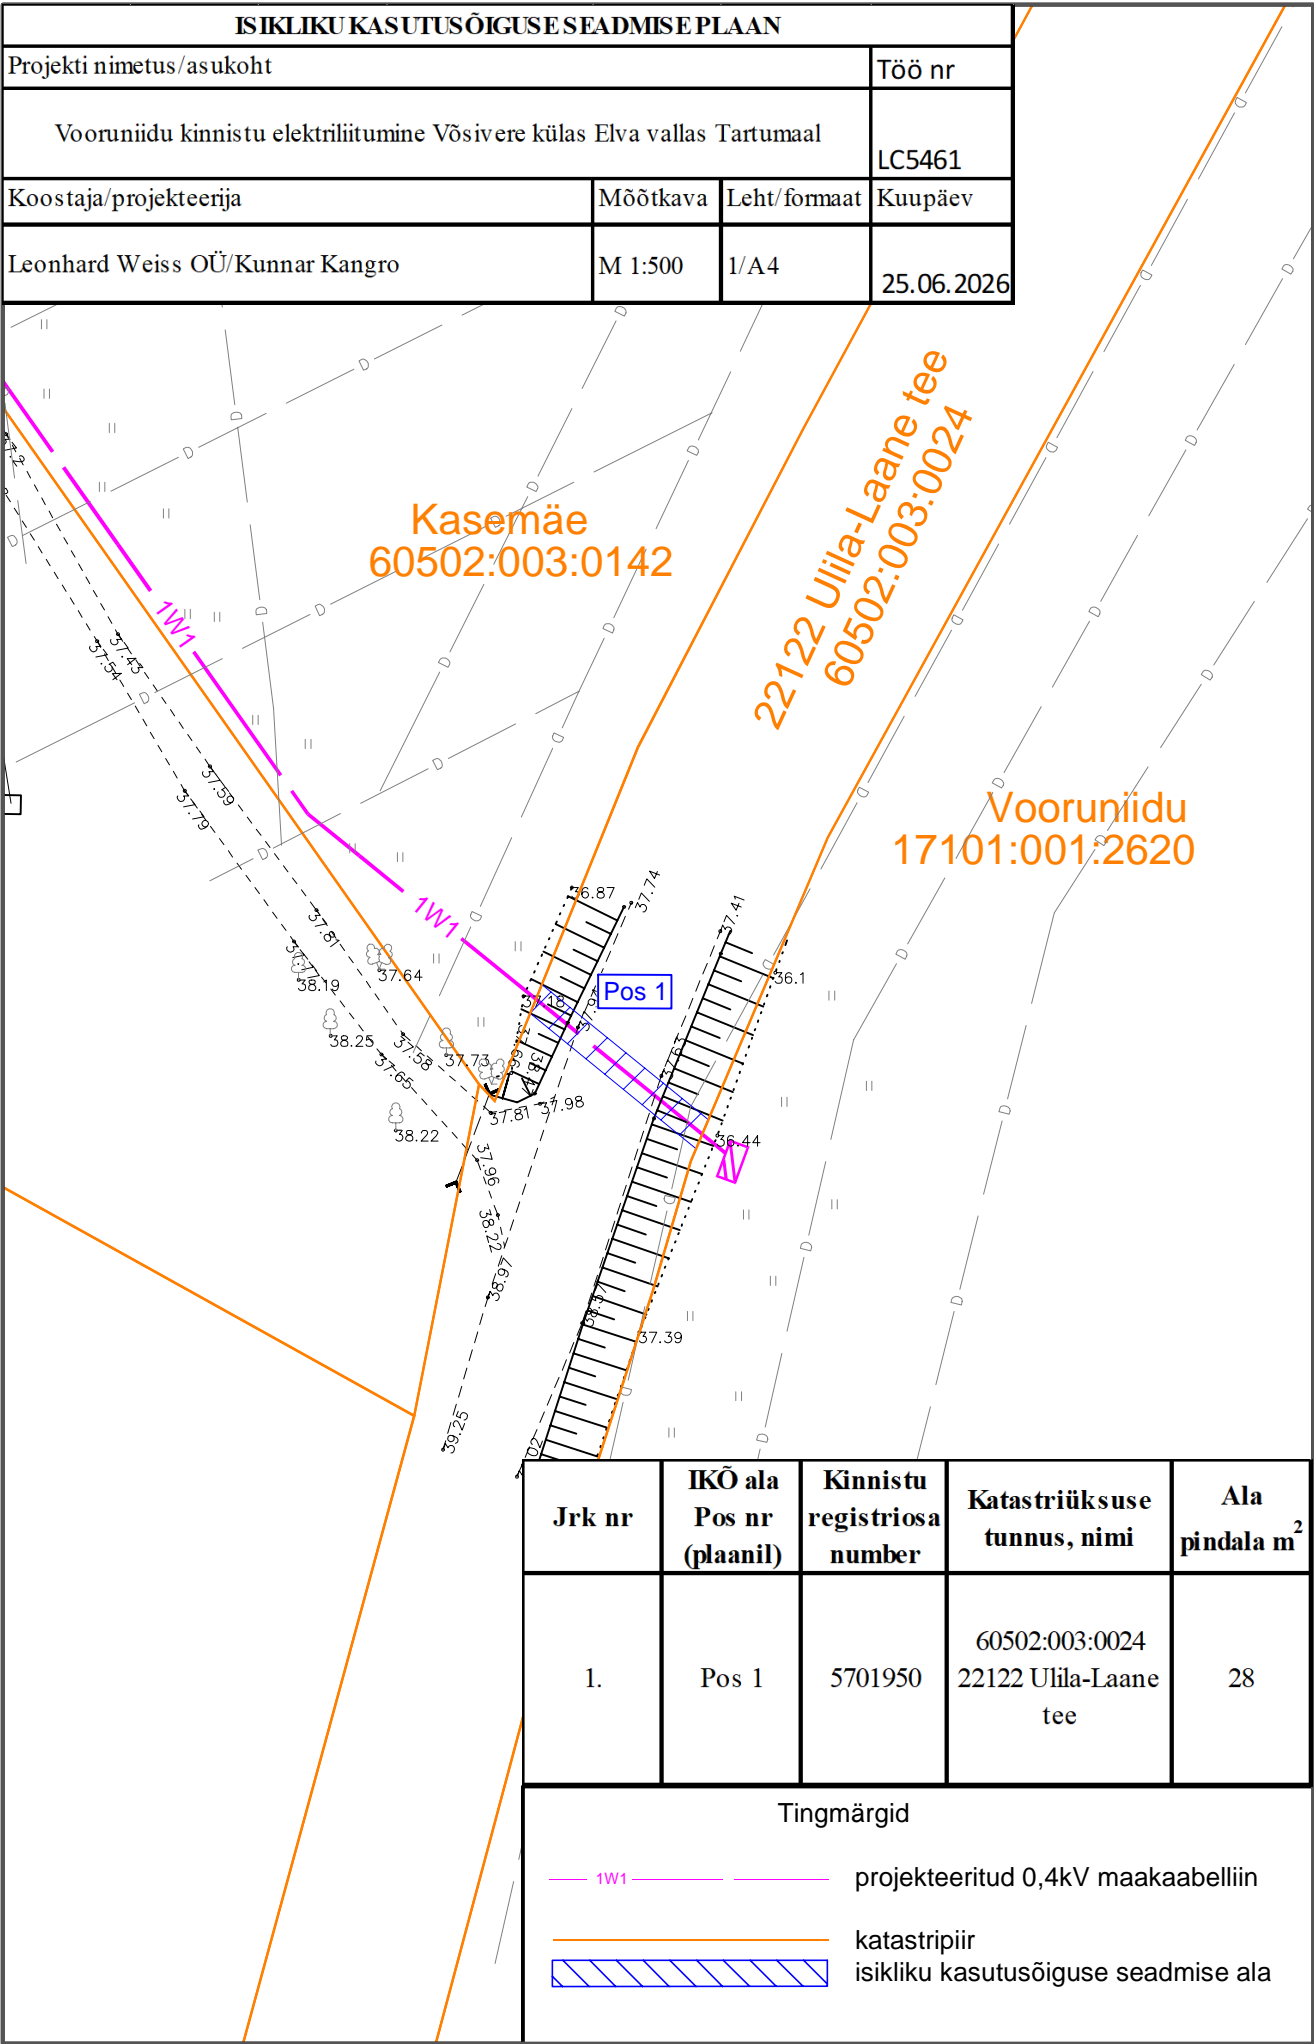 ISIKLIKU KASUTUSÕIGUSE SEADMISE PLAAN
Projekti nimetus/asukoht
Töö nr
Vooruniidu kinnistu elektriliitumine Võsivere külas Elva vallas Tartumaal
LC5461
Koostaja/projekteerija
Mõõtkava
Leht/formaat
Kuupäev
Leonhard Weiss OÜ/Kunnar Kangro
M 1:500
1/A4
25.06.2026
Kasemäe
60502:003:0142
22122 Ulila-Laane tee
60502:003:0024
Vooruniidu
17101:001:2620
1W1
1W1
Pos 1
37.43
37.54
37.59
37.79
37.81
38.19
37.64
38.25
37.58
37.65
37.73
38.22
37.81
37.98
37.96
38.22
38.97
39.25
36.87
37.74
37.41
36.1
37.18
37.63
36.44
38.57
37.39
Jrk nr
IKÕ ala Pos nr (plaanil)
Kinnistu registriosa number
Katastriüksuse tunnus, nimi
Ala pindala m²
1.
Pos 1
5701950
60502:003:0024
22122 Ulila-Laane
tee
28
Tingmärgid
1W1
projekteeritud 0,4kV maakaabelliin
katastripiir
isikliku kasutusõiguse seadmise ala